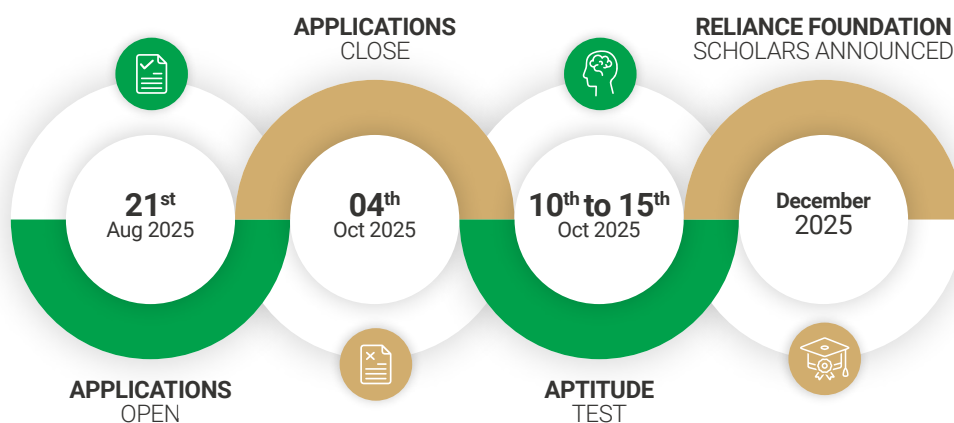 21st
Aug 2025
APPLICATIONS
OPEN
APPLICATIONS
CLOSE
04th
Oct 2025
10th to 15th
Oct 2025
APTITUDE
TEST
RELIANCE FOUNDATION
SCHOLARS ANNOUNCED
December
2025